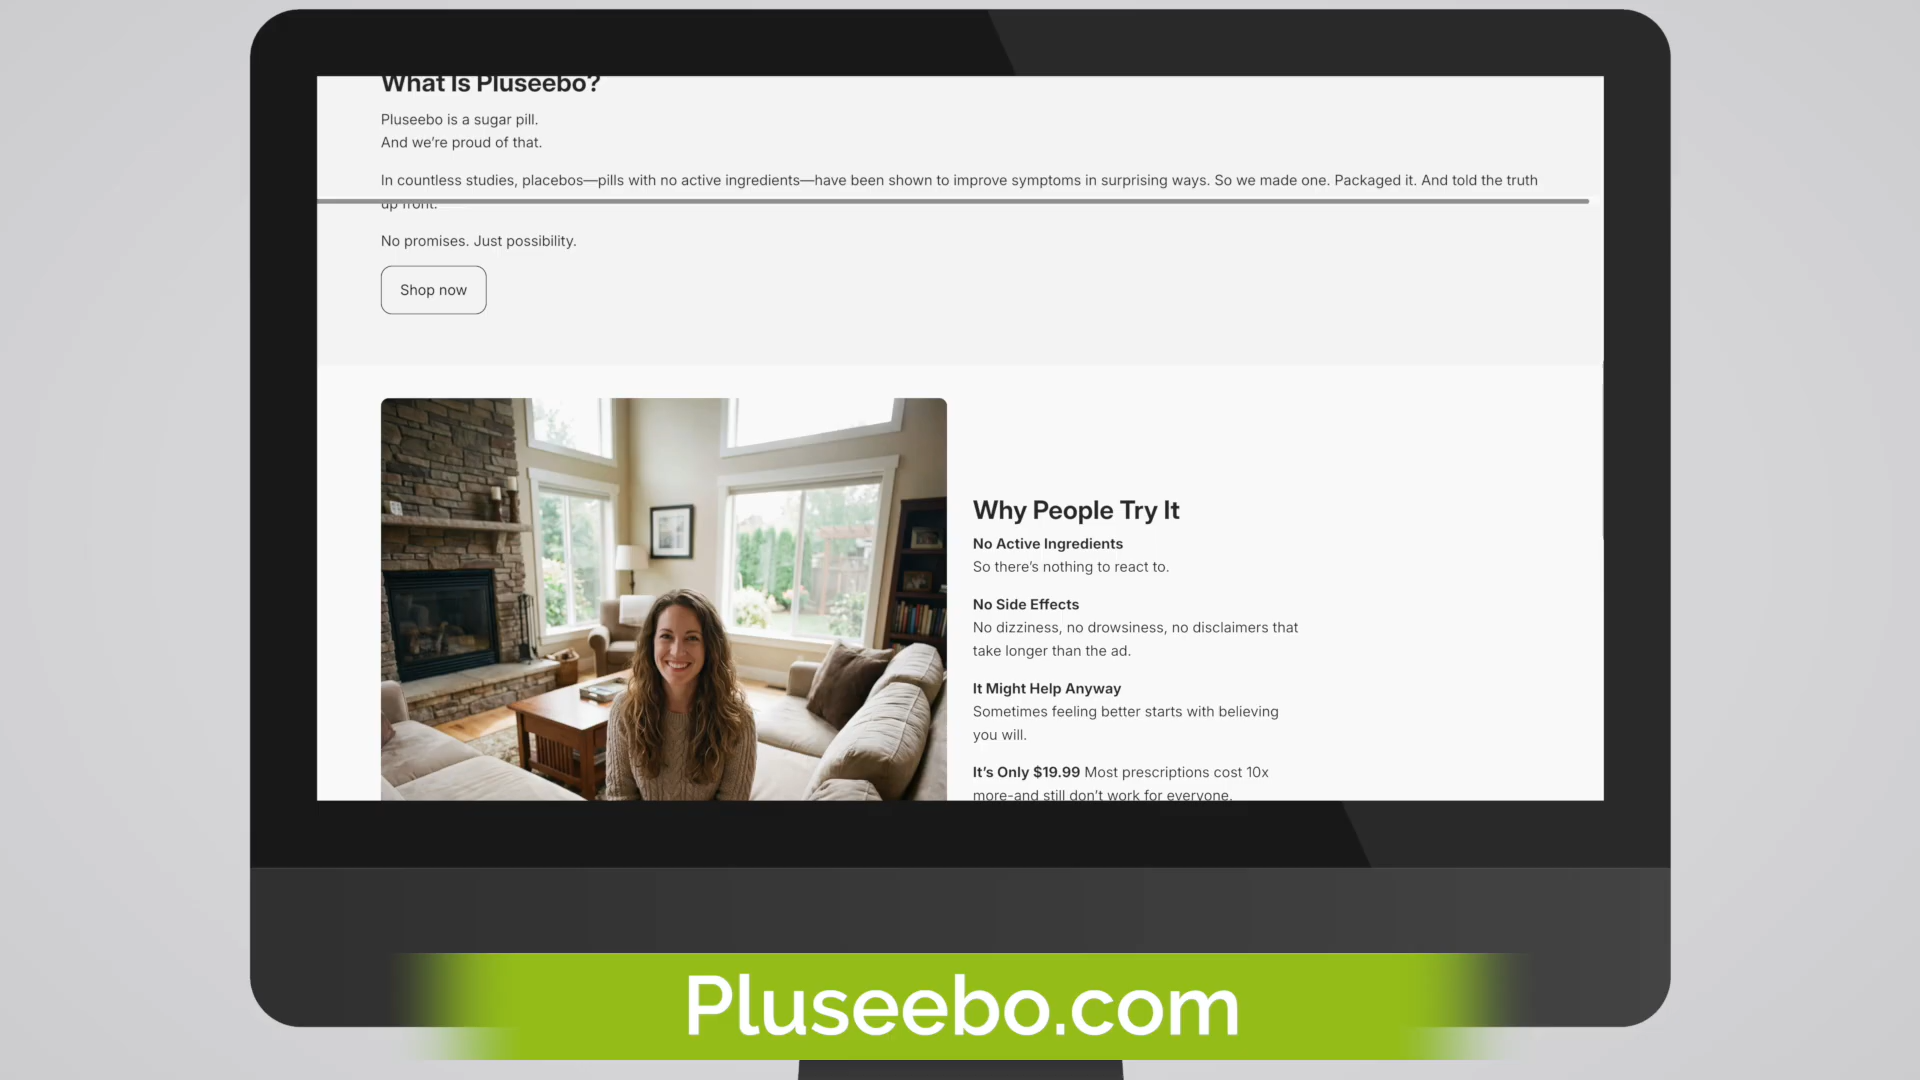 What Is Pluseebo?
Pluseebo is a sugar pill.
And we’re proud of that.
In countless studies, placebos—pills with no active ingredients—have been shown to improve symptoms in surprising ways. So we made one. Packaged it. And told the truth
up front.
No promises. Just possibility.
Shop now
Why People Try It
No Active Ingredients
So there’s nothing to react to.
No Side Effects
No dizziness, no drowsiness, no disclaimers that
take longer than the ad.
It Might Help Anyway
Sometimes feeling better starts with believing
you will.
It’s Only $19.99 Most prescriptions cost 10x
more-and still don’t work for everyone.
Pluseebo.com